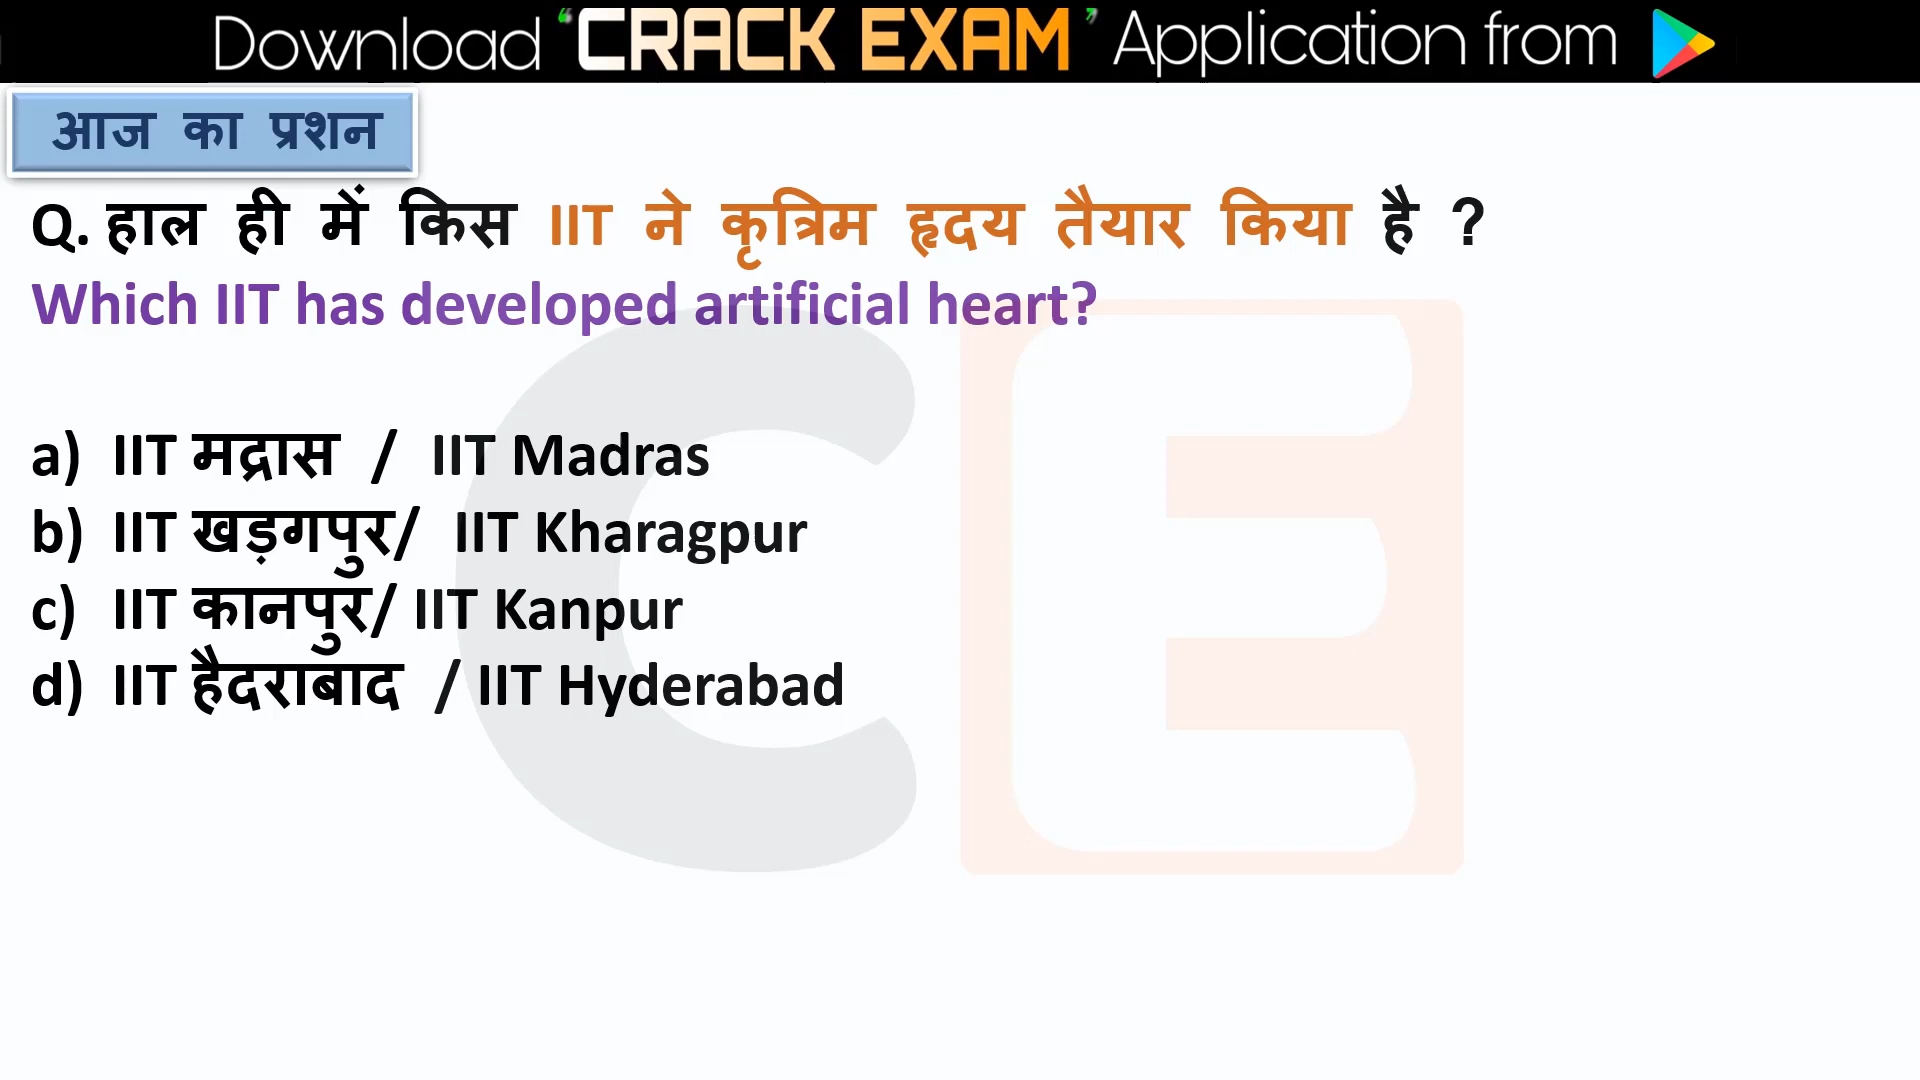 Download ‘CRACK EXAM’ Application from
आज का प्रशन
Q. हाल ही में किस IIT ने कृत्रिम हृदय तैयार किया है ?
Which IIT has developed artificial heart?
a) IIT मद्रास / IIT Madras
b) IIT खड़गपुर/ IIT Kharagpur
c) IIT कानपुर/ IIT Kanpur
d) IIT हैदराबाद / IIT Hyderabad
CE